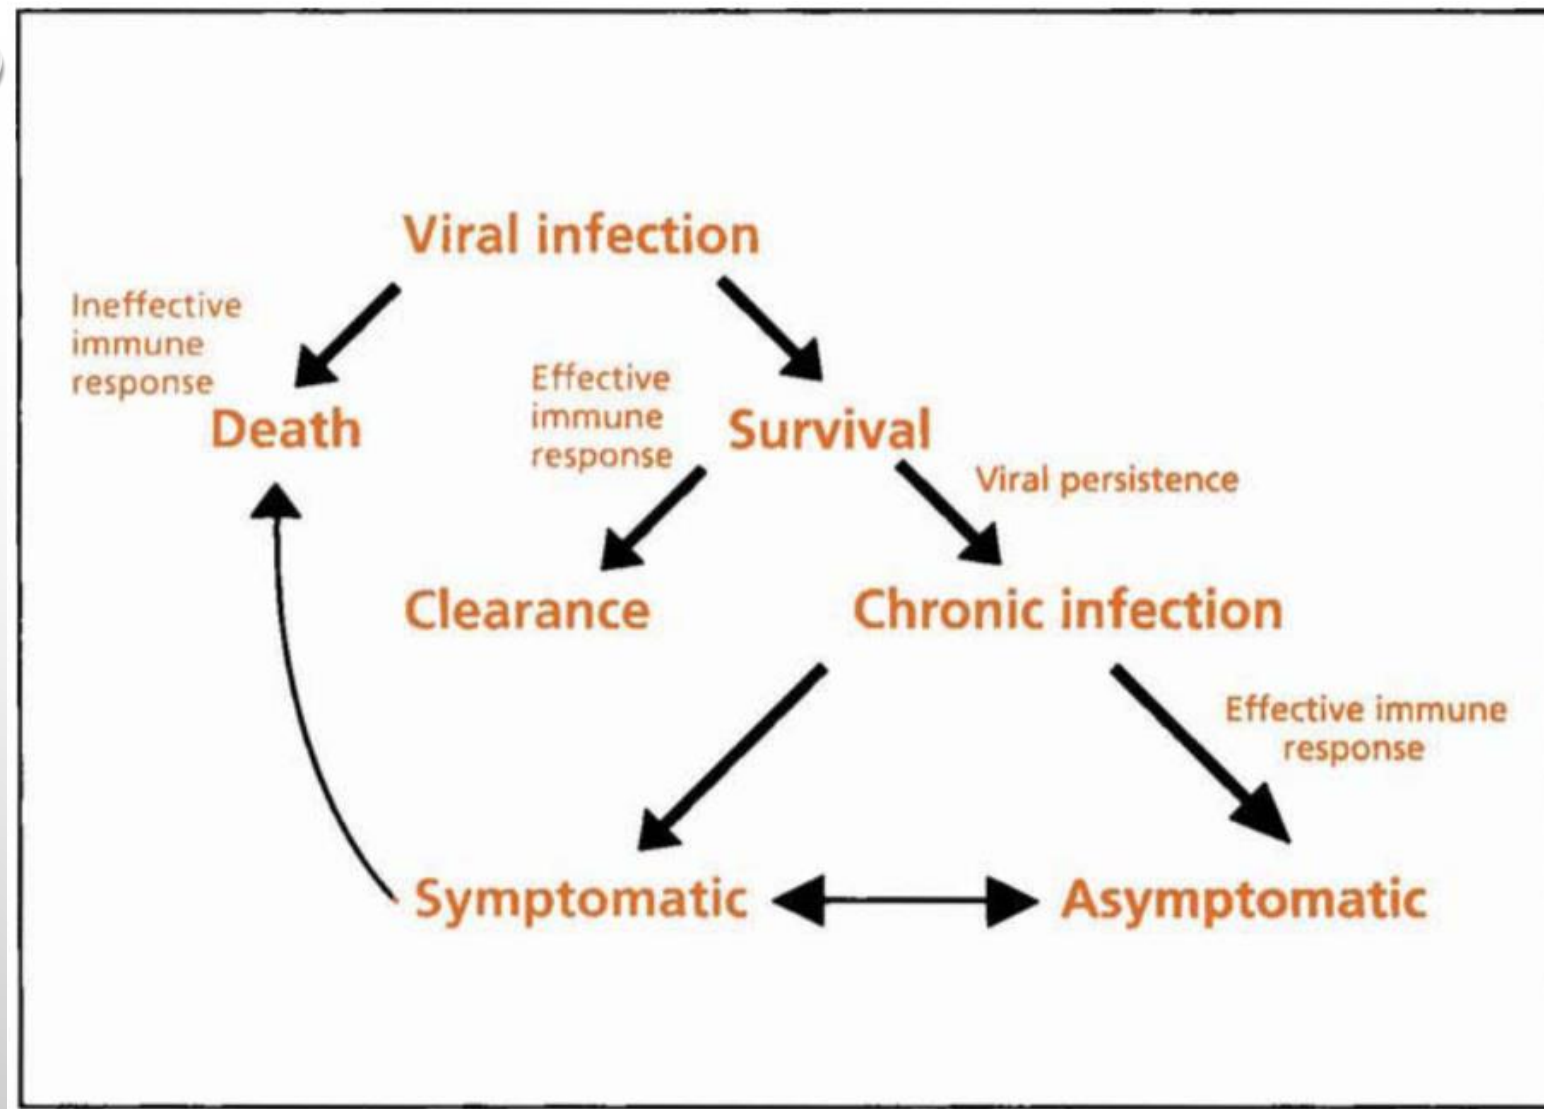 Viral infection
Ineffective
immune
response
Death
Effective
immune
response
Survival
Viral persistence
Clearance
Chronic infection
Effective immune
response
Symptomatic
Asymptomatic